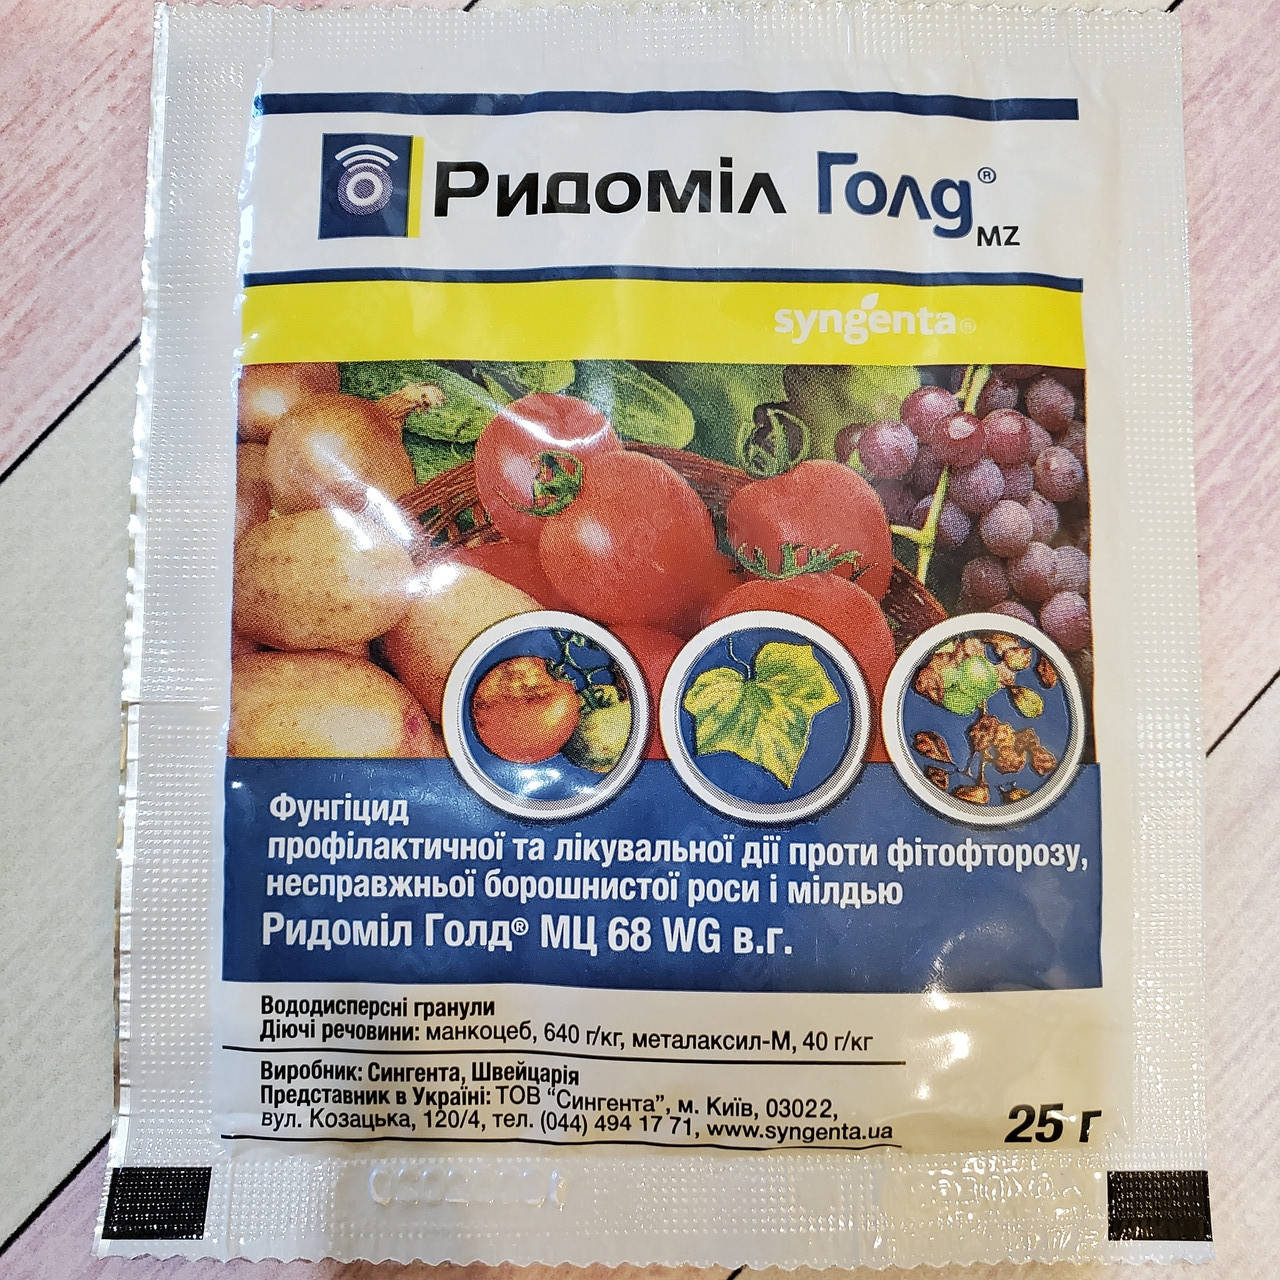 Ридоміл Голд®
MZ
syngenta®
Фунгіцид
профілактичної та лікувальної дії проти фітофторозу,
несправжньої борошнистої роси і мілдью
Ридоміл Голд® МЦ 68 WG в.г.
Вододисперсні гранули
Діючі речовини: манкоцеб, 640 г/кг, металаксил-М, 40 г/кг
Виробник: Сингента, Швейцарія
Представник в Україні: ТОВ “Сингента”, м. Київ, 03022,
вул. Козацька, 120/4, тел. (044) 494 17 71, www.syngenta.ua
25 г